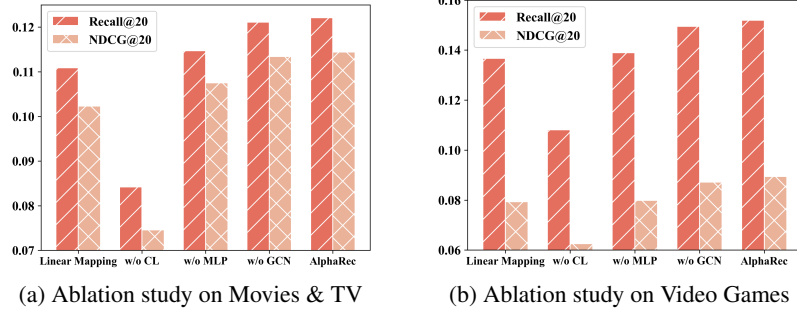 Recall@20
NDCG@20
0.12
0.11
0.10
0.09
0.08
0.07
Linear Mapping w/o CL w/o MLP w/o GCN AlphaRec
(a) Ablation study on Movies & TV
Recall@20
NDCG@20
0.16
0.14
0.12
0.10
0.08
0.06
Linear Mapping w/o CL w/o MLP w/o GCN AlphaRec
(b) Ablation study on Video Games